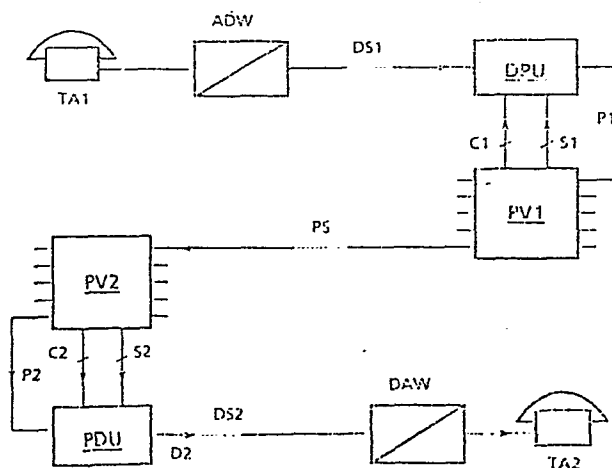 ADW
DS1
DPU
TA1
P1
C1
S1
PV1
PS
PV2
C2
S2
P2
DS2
DAW
PDU
D2
TA2